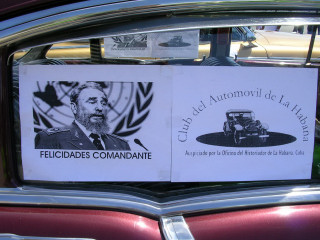 FELICIDADES COMANDANTE
Club del Automovil de La Habana
Auspiciado por la Oficina del Historiador de La Habana. Cuba